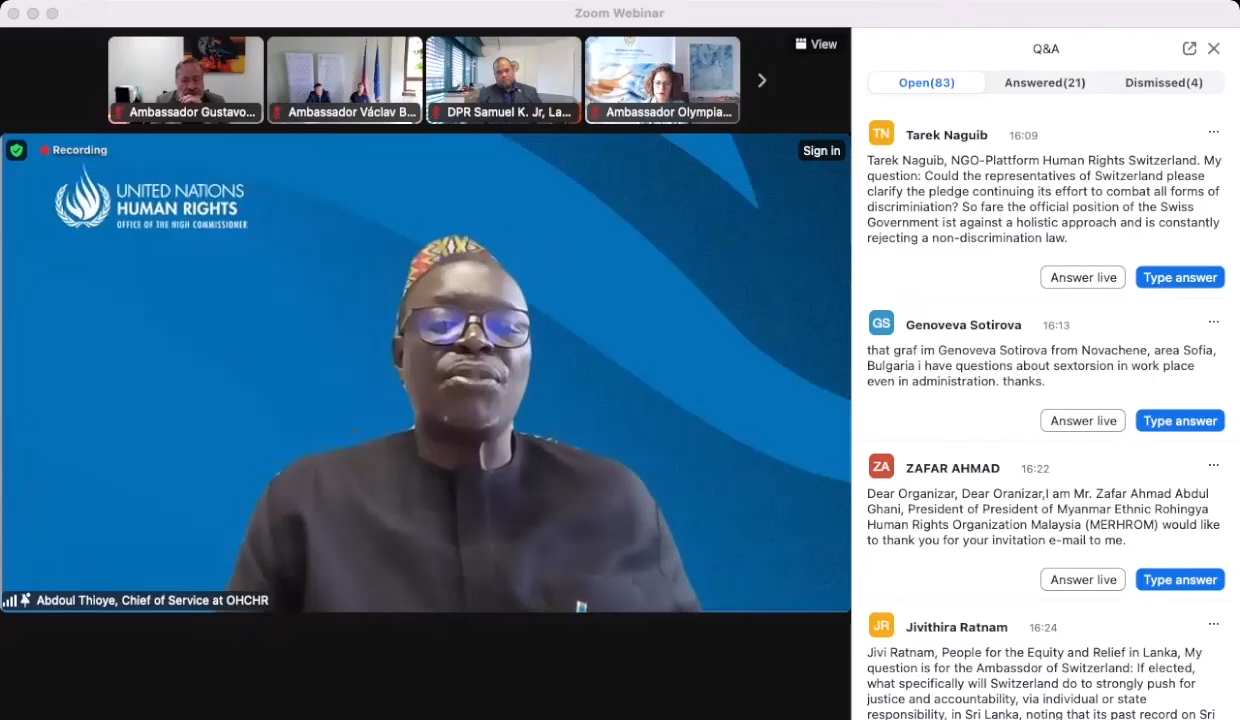 Zoom Webinar
Ambassador Gustavo...
Ambassador Václav B...
DPR Samuel K. Jr, La...
Ambassador Olympia...
View
Recording
Sign in
UNITED NATIONS
HUMAN RIGHTS
OFFICE OF THE HIGH COMMISSIONER
Abdoul Thioye, Chief of Service at OHCHR
Q&A
Open(83)
Answered(21)
Dismissed(4)
TN
Tarek Naguib 16:09
Tarek Naguib, NGO-Plattform Human Rights Switzerland. My
question: Could the representatives of Switzerland please
clarify the pledge continuing its effort to combat all forms of
discriminiation? So fare the official position of the Swiss
Government ist against a holistic approach and is constantly
rejecting a non-discrimination law.
Answer live
Type answer
GS
Genoveva Sotirova 16:13
that graf im Genoveva Sotirova from Novachene, area Sofia,
Bulgaria i have questions about sextorsion in work place
even in administration. thanks.
Answer live
Type answer
ZA
ZAFAR AHMAD 16:22
Dear Organizar, Dear Oranizar,I am Mr. Zafar Ahmad Abdul
Ghani, President of President of Myanmar Ethnic Rohingya
Human Rights Organization Malaysia (MERHROM) would like
to thank you for your invitation e-mail to me.
Answer live
Type answer
JR
Jivithira Ratnam 16:24
Jivi Ratnam, People for the Equity and Relief in Lanka, My
question is for the Ambassdor of Switzerland: If elected,
what specifically will Switzerland do to strongly push for
justice and accountability, via individual or state
responsibility, in Sri Lanka, noting that its past record on Sri